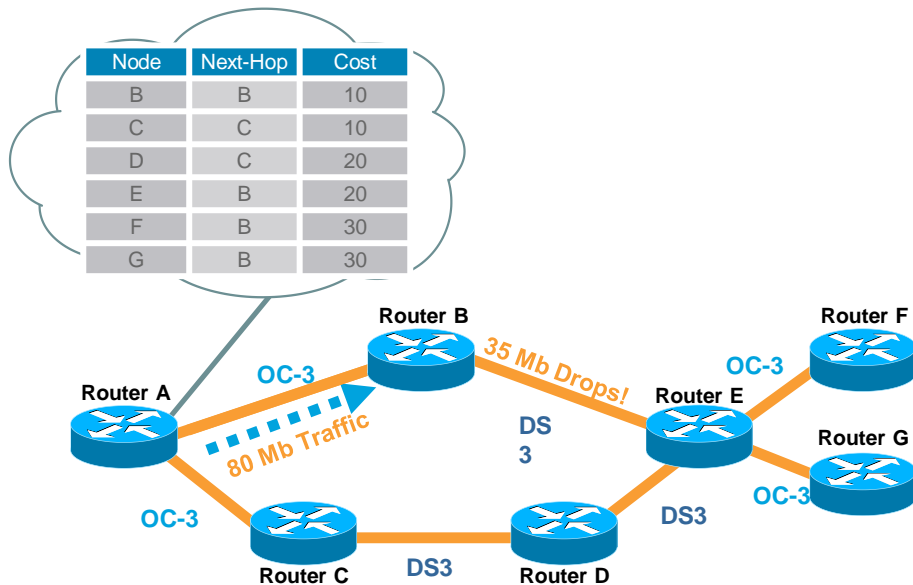 Node Next-Hop Cost
B B 10
C C 10
D C 20
E B 20
F B 30
G B 30
Router B
Router F
35 Mb Drops!
OC-3
OC-3
Router A
Router E
80 Mb Traffic
DS
3
Router G
OC-3
OC-3
DS3
Router C
DS3
Router D